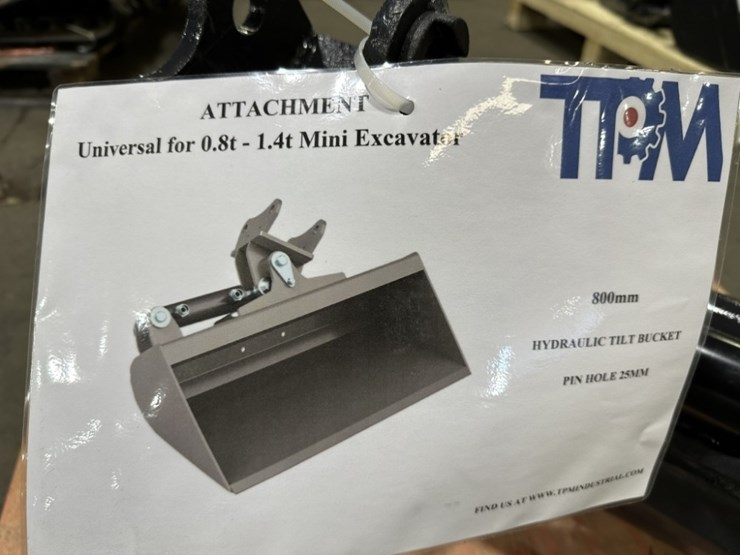 ATTACHMENT
Universal for 0.8t - 1.4t Mini Excavator
TPM
800mm
HYDRAULIC TILT BUCKET
PIN HOLE 25MM
FIND US AT WWW.TPMINDUSTRIAL.COM